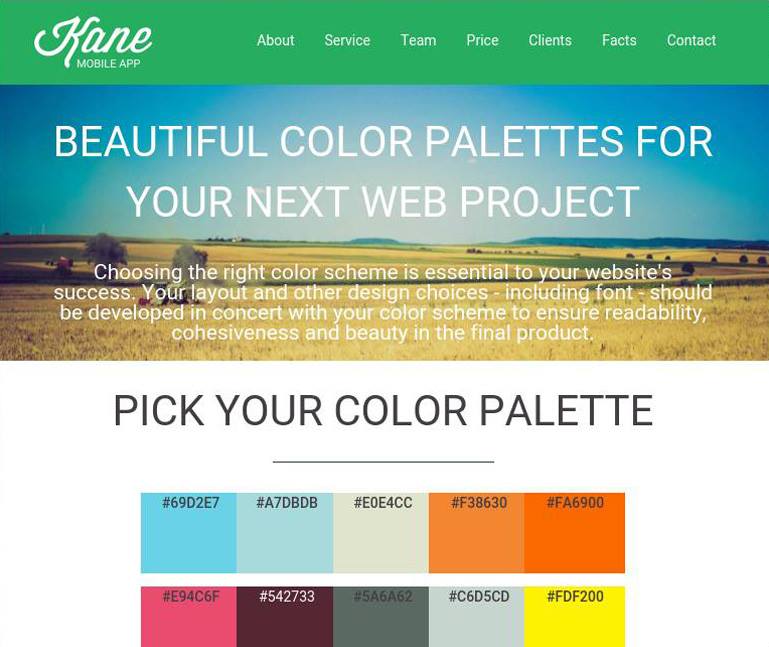 Kane
MOBILE APP
About Service Team Price Clients Facts Contact
BEAUTIFUL COLOR PALETTES FOR
YOUR NEXT WEB PROJECT
Choosing the right color scheme is essential to your website's
success. Your layout and other design choices - including font - should
be developed in concert with your color scheme to ensure readability,
cohesiveness and beauty in the final product.
PICK YOUR COLOR PALETTE
#69D2E7 #A7DBDB #E0E4CC #F38630 #FA6900
#E94C6F #542733 #5A6A62 #C6D5CD #FDF200